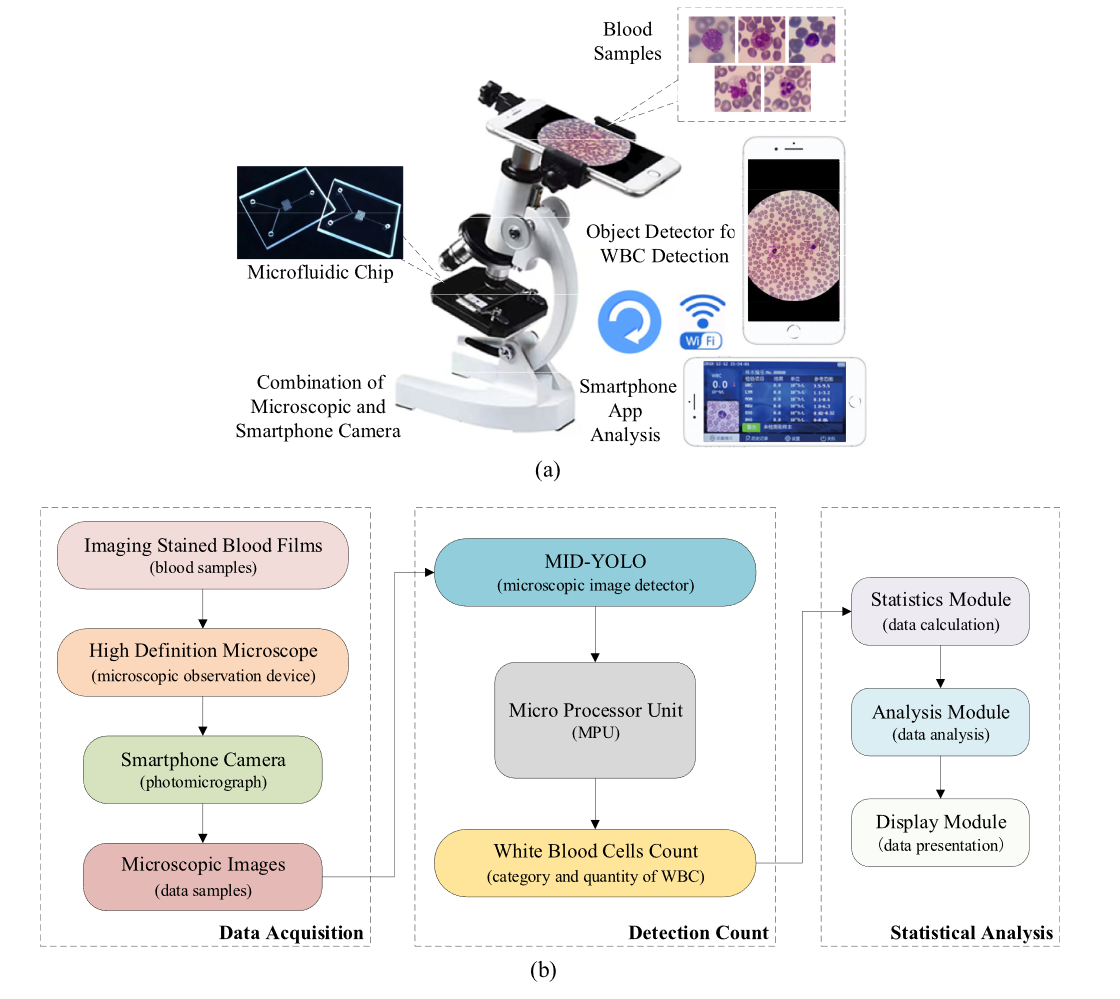 Blood
Samples
Microfluidic Chip
Object Detector fo
WBC Detection
Wi Fi
Combination of
Microscopic and
Smartphone Camera
Smartphone
App
Analysis
WBC
0.0
(a)
Imaging Stained Blood Films
(blood samples)
High Definition Microscope
(microscopic observation device)
Smartphone Camera
(photomicrograph)
Microscopic Images
(data samples)
Data Acquisition
MID-YOLO
(microscopic image detector)
Micro Processor Unit
(MPU)
White Blood Cells Count
(category and quantity of WBC)
Detection Count
Statistics Module
(data calculation)
Analysis Module
(data analysis)
Display Module
(data presentation)
Statistical Analysis
(b)